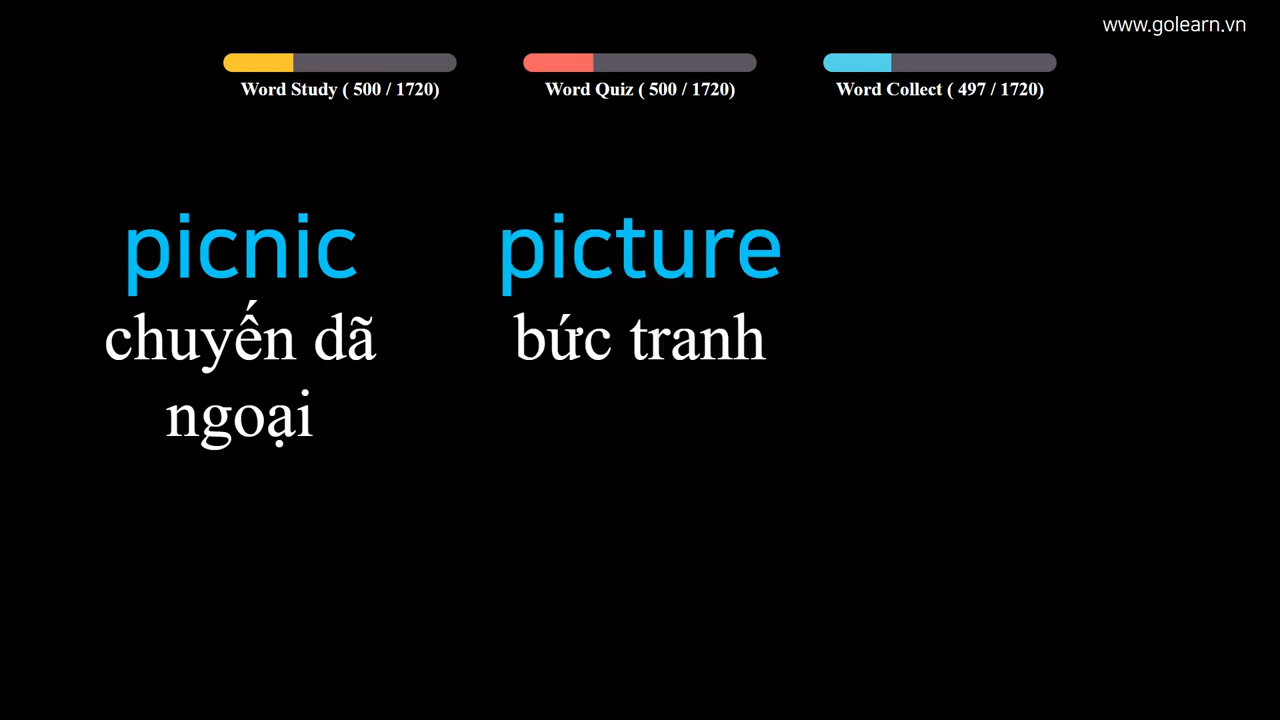 www.golearn.vn
Word Study ( 500 / 1720)
Word Quiz ( 500 / 1720)
Word Collect ( 497 / 1720)
picnic
chuyến dã
ngoại
picture
bức tranh